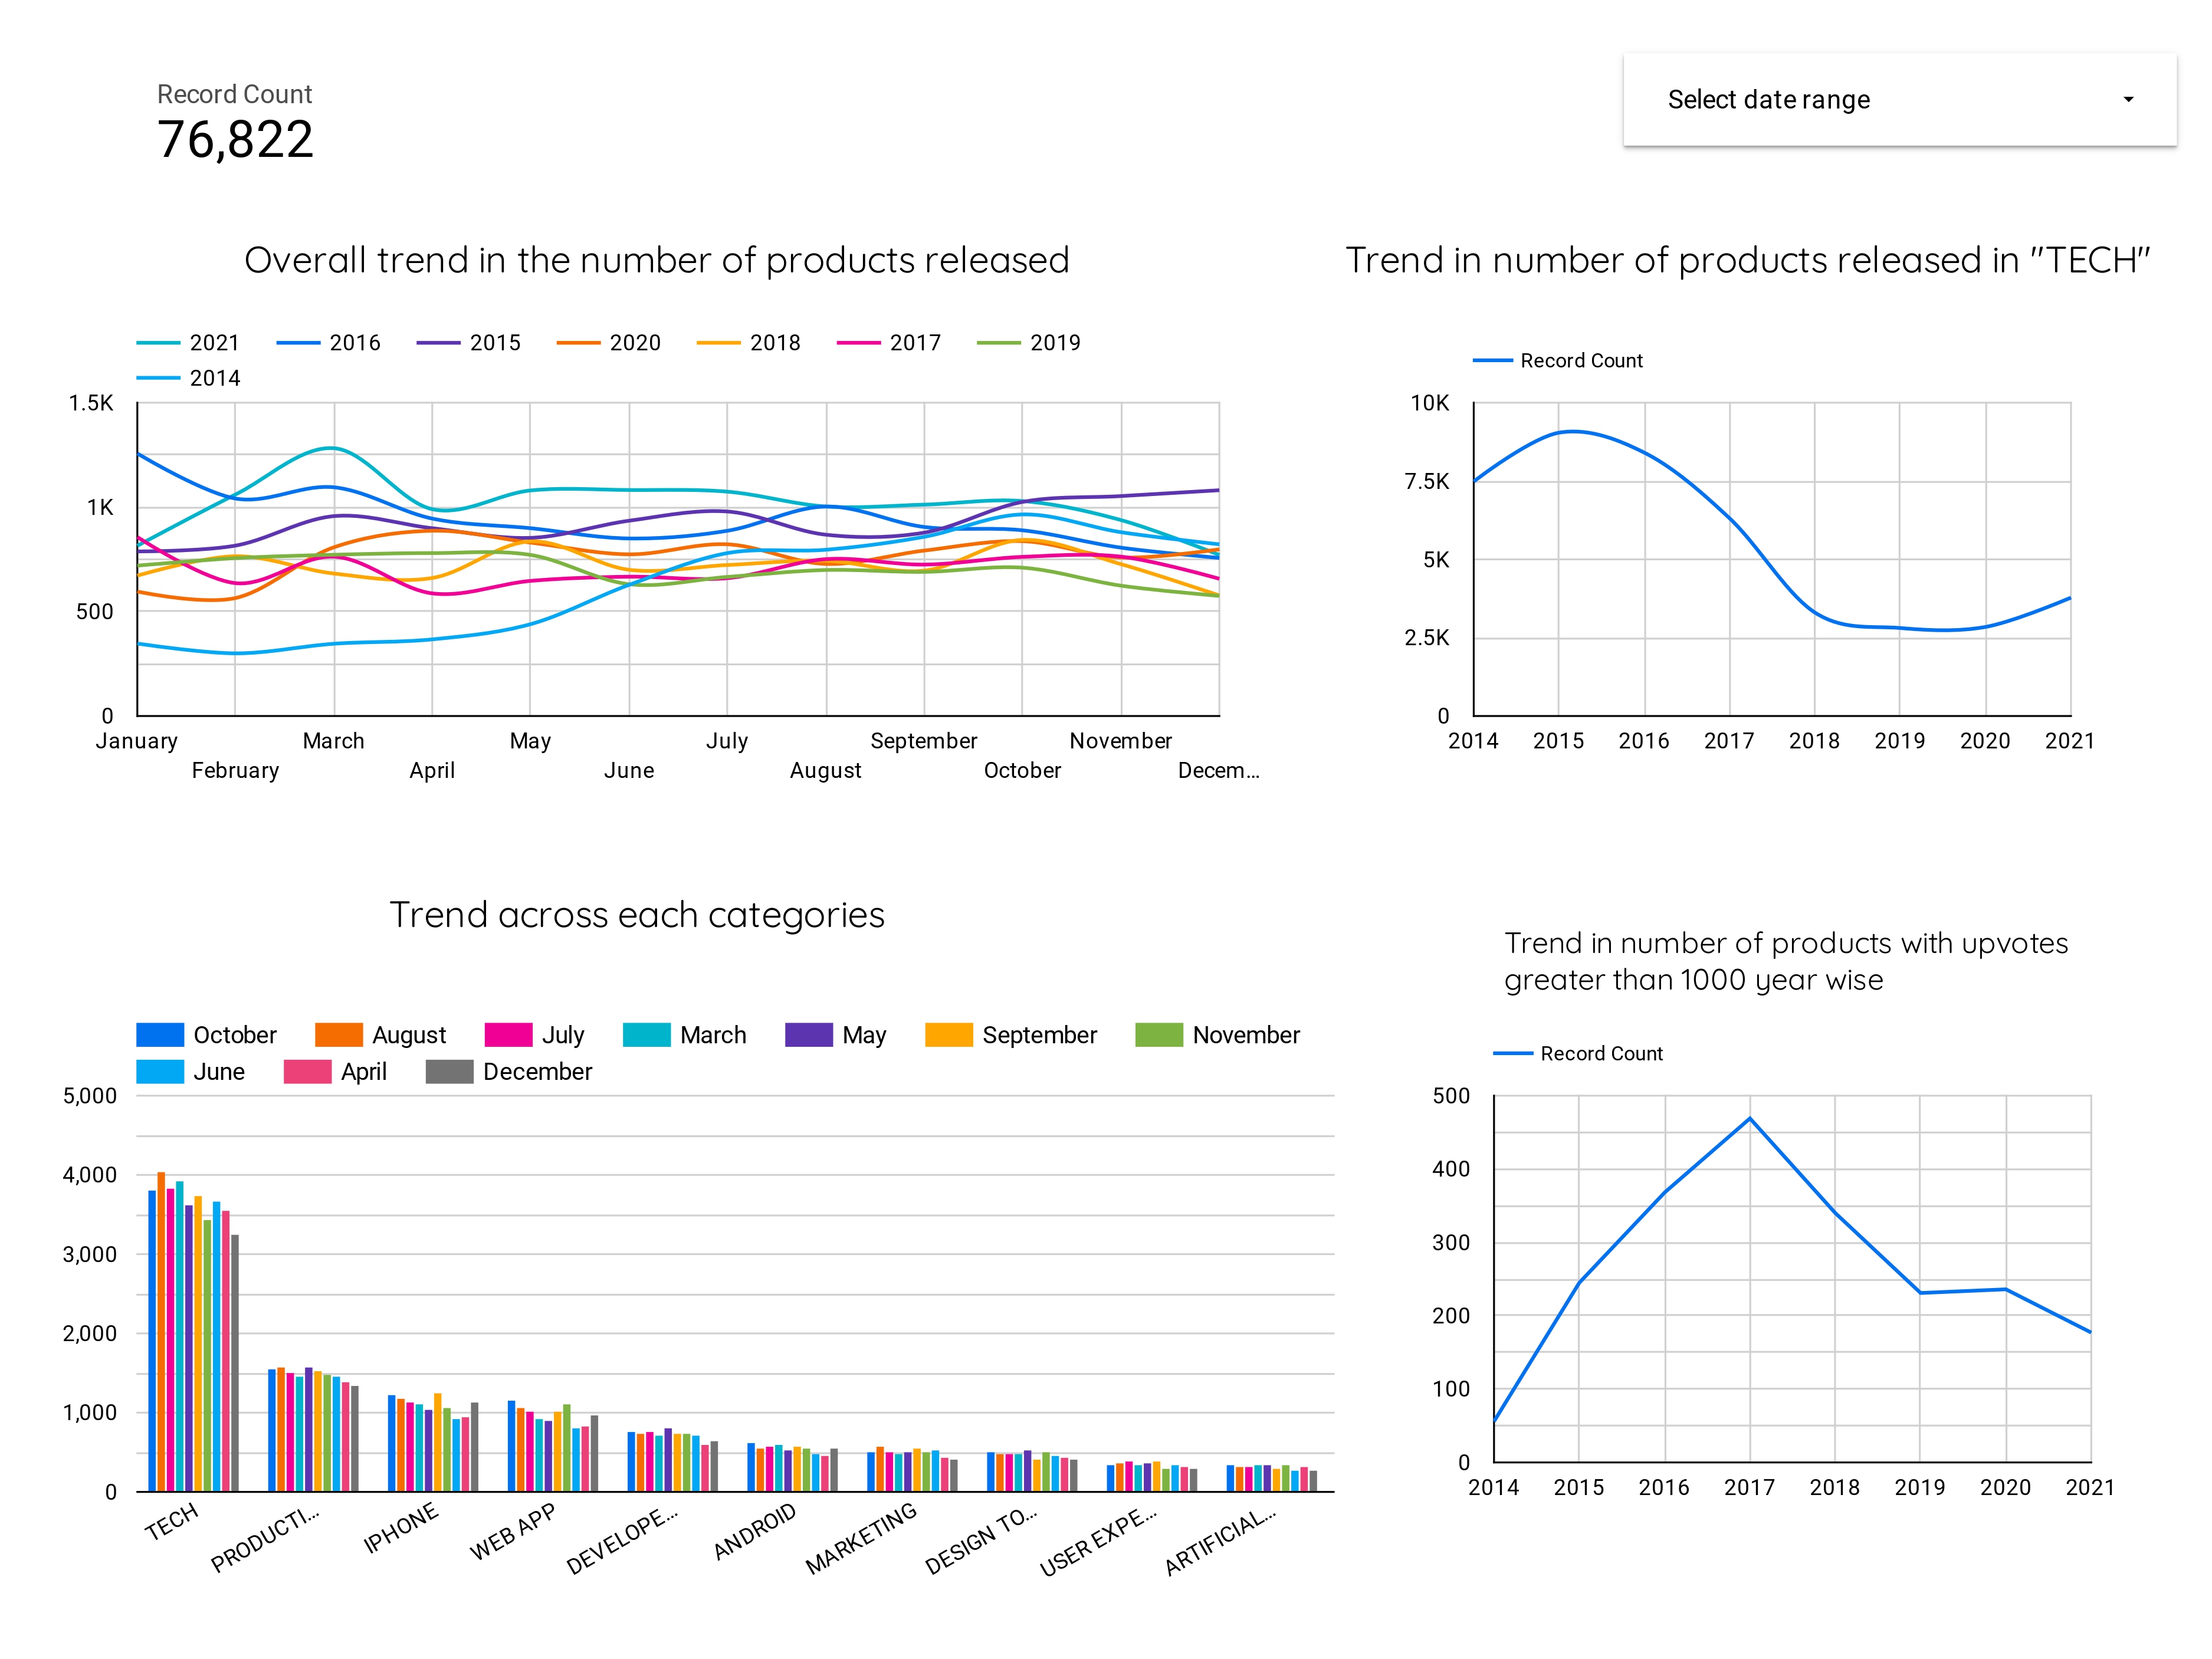 Record Count
76,822
Select date range
Overall trend in the number of products released
2021 2016 2015 2020 2018 2017 2019
2014
1.5K
1K
500
0
January March May July September November
February April June August October Decem...
Trend in number of products released in "TECH"
Record Count
10K
7.5K
5K
2.5K
0
2014 2015 2016 2017 2018 2019 2020 2021
Trend across each categories
October August July March May September November
June April December
5,000
4,000
3,000
2,000
1,000
0
TECH PRODUCTI... IPHONE WEB APP DEVELOPE... ANDROID MARKETING DESIGN TO... USER EXPE... ARTIFICIAL...
Trend in number of products with upvotes
greater than 1000 year wise
Record Count
500
400
300
200
100
0
2014 2015 2016 2017 2018 2019 2020 2021